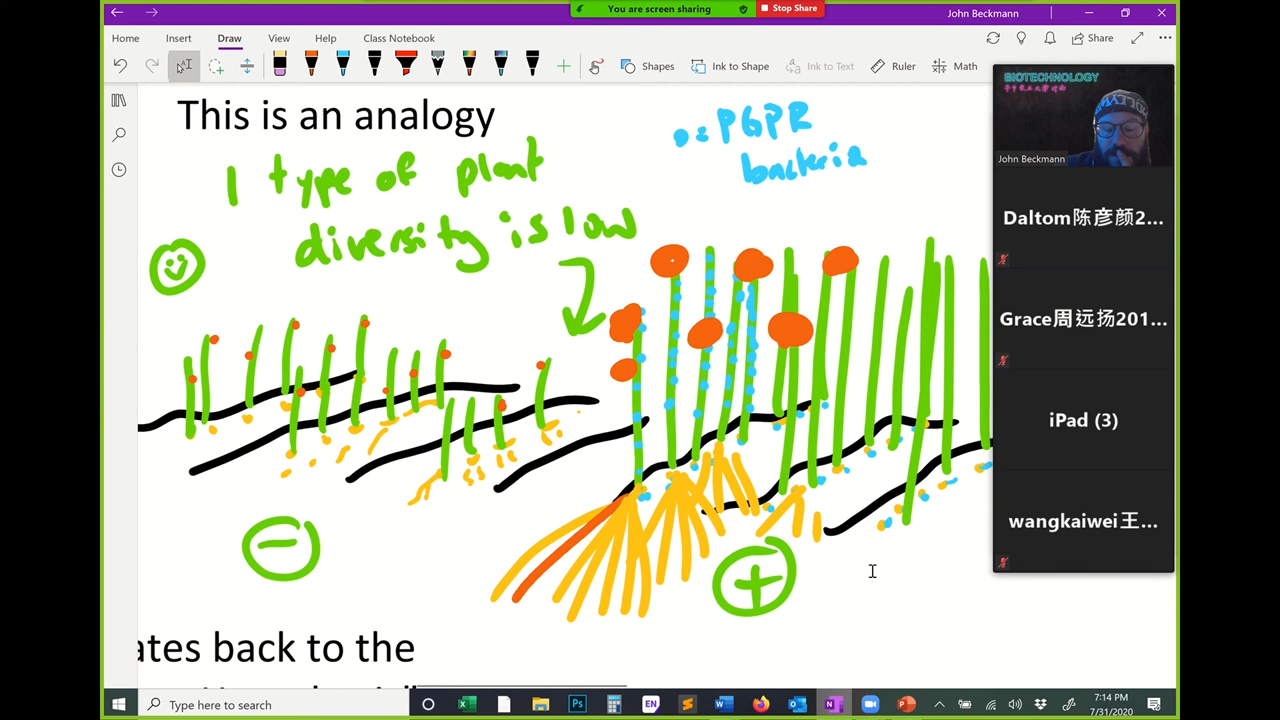 You are screen sharing
Stop Share
John Beckmann
Home Insert Draw View Help Class Notebook
Share
Shapes Ink to Shape Ink to Text Ruler Math
This is an analogy
1 type of plant
diversity is low
= PGPR
bacteria
BIOTECHNOLOGY
John Beckmann
Daltom陈彦颜2...
Grace周远扬201...
iPad (3)
wangkaiwei王...
−
+
ates back to the
Type here to search
EN
7:14 PM
7/31/2020